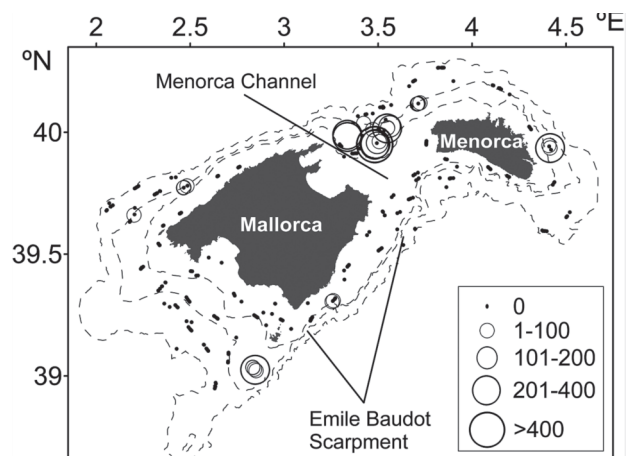 2 2.5 3 3.5 4 4.5 ºE
ºN
Menorca Channel
40
Menorca
Mallorca
39.5
39
Emile Baudot
Scarpment
0
1-100
101-200
201-400
>400